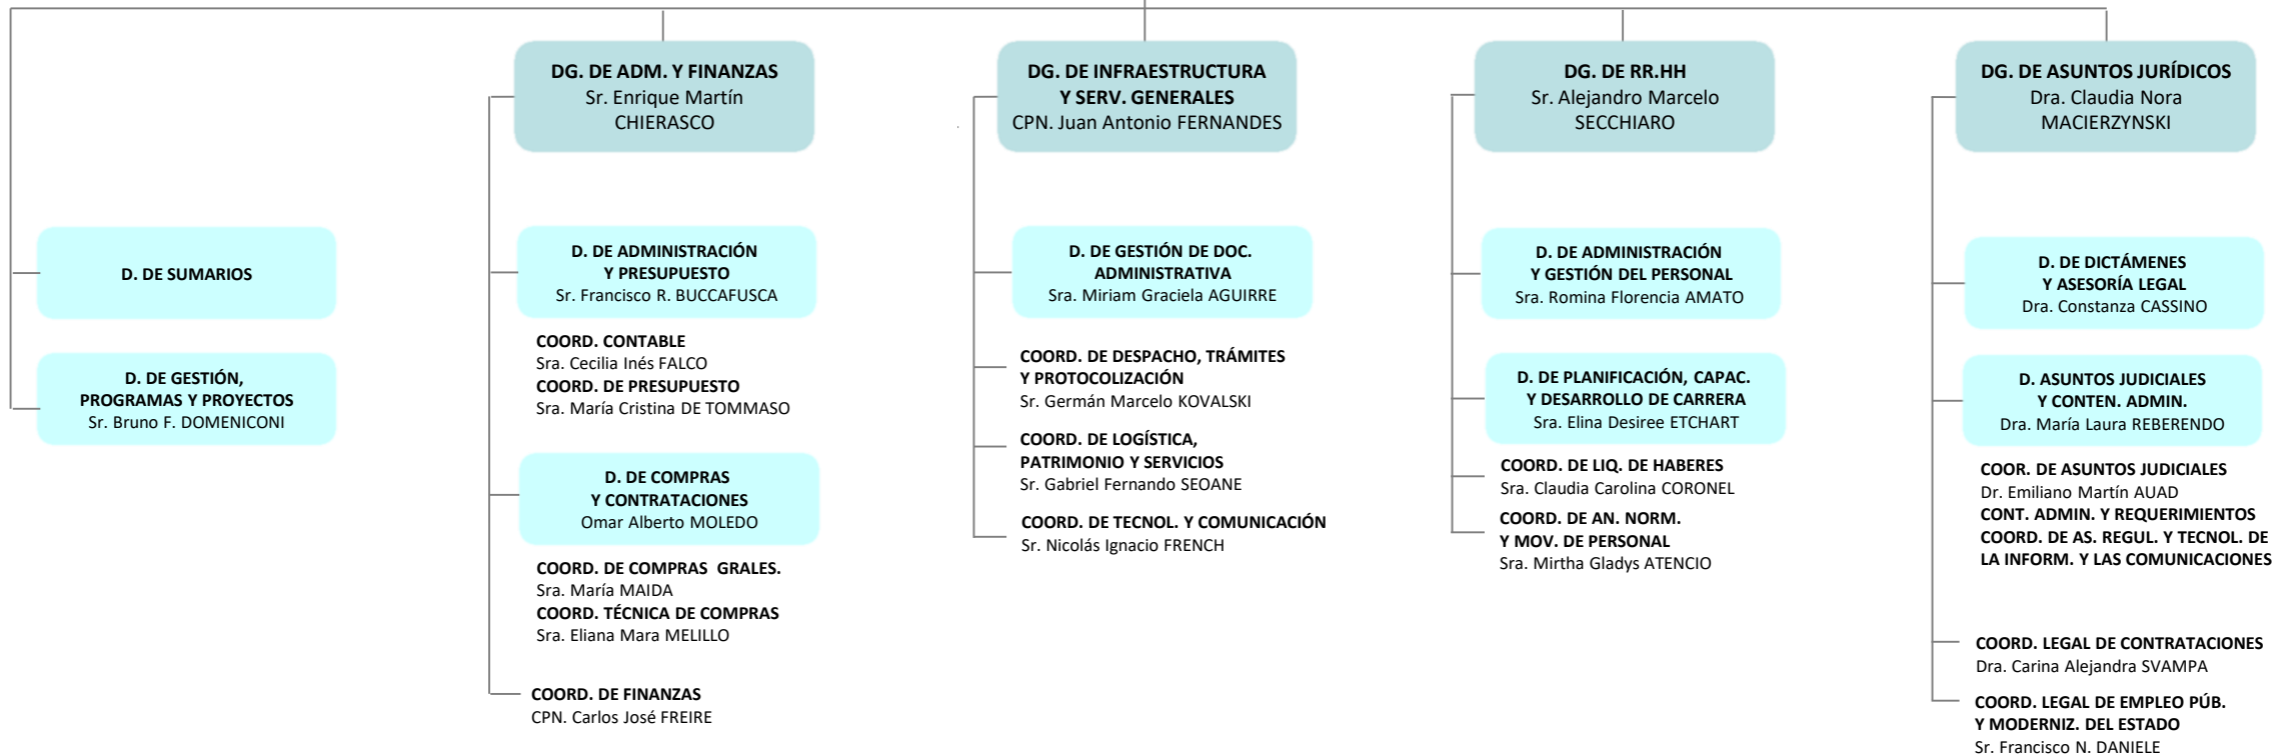 D. DE SUMARIOS
D. DE GESTIÓN,
PROGRAMAS Y PROYECTOS
Sr. Bruno F. DOMENICONI
DG. DE ADM. Y FINANZAS
Sr. Enrique Martín
CHIERASCO
D. DE ADMINISTRACIÓN
Y PRESUPUESTO
Sr. Francisco R. BUCCAFUSCA
COORD. CONTABLE
Sra. Cecilia Inés FALCO
COORD. DE PRESUPUESTO
Sra. María Cristina DE TOMMASO
D. DE COMPRAS
Y CONTRATACIONES
Omar Alberto MOLEDO
COORD. DE COMPRAS GRALES.
Sra. María MAIDA
COORD. TÉCNICA DE COMPRAS
Sra. Eliana Mara MELILLO
COORD. DE FINANZAS
CPN. Carlos José FREIRE
DG. DE INFRAESTRUCTURA
Y SERV. GENERALES
CPN. Juan Antonio FERNANDES
D. DE GESTIÓN DE DOC.
ADMINISTRATIVA
Sra. Miriam Graciela AGUIRRE
COORD. DE DESPACHO, TRÁMITES
Y PROTOCOLIZACIÓN
Sr. Germán Marcelo KOVALSKI
COORD. DE LOGÍSTICA,
PATRIMONIO Y SERVICIOS
Sr. Gabriel Fernando SEOANE
COORD. DE TECNOL. Y COMUNICACIÓN
Sr. Nicolás Ignacio FRENCH
DG. DE RR.HH
Sr. Alejandro Marcelo
SECCHIARO
D. DE ADMINISTRACIÓN
Y GESTIÓN DEL PERSONAL
Sra. Romina Florencia AMATO
D. DE PLANIFICACIÓN, CAPAC.
Y DESARROLLO DE CARRERA
Sra. Elina Desiree ETCHART
COORD. DE LIQ. DE HABERES
Sra. Claudia Carolina CORONEL
COORD. DE AN. NORM.
Y MOV. DE PERSONAL
Sra. Mirtha Gladys ATENCIO
DG. DE ASUNTOS JURÍDICOS
Dra. Claudia Nora
MACIERZYNSKI
D. DE DICTÁMENES
Y ASESORÍA LEGAL
Dra. Constanza CASSINO
D. ASUNTOS JUDICIALES
Y CONTEN. ADMIN.
Dra. María Laura REBERENDO
COOR. DE ASUNTOS JUDICIALES
Dr. Emiliano Martín AUAD
CONT. ADMIN. Y REQUERIMIENTOS
COORD. DE AS. REGUL. Y TECNOL. DE
LA INFORM. Y LAS COMUNICACIONES
COORD. LEGAL DE CONTRATACIONES
Dra. Carina Alejandra SVAMPA
COORD. LEGAL DE EMPLEO PÚB.
Y MODERNIZ. DEL ESTADO
Sr. Francisco N. DANIELE